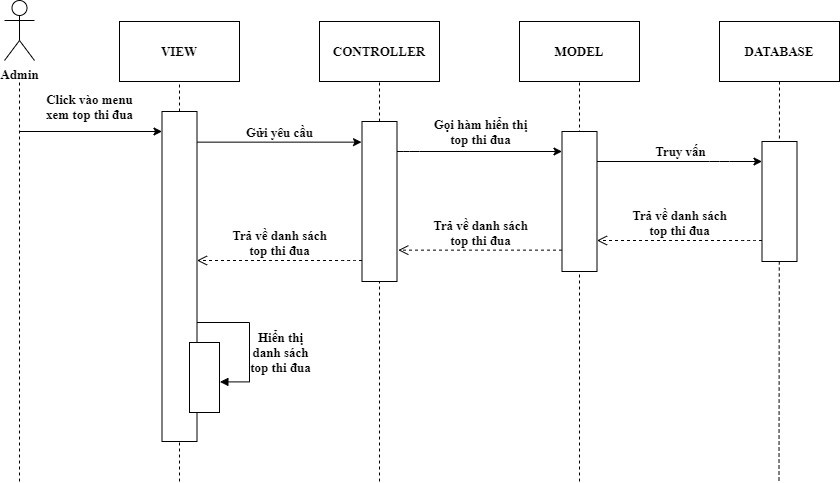 VIEW
CONTROLLER
MODEL
DATABASE
Admin
Click vào menu
xem top thi đua
Gửi yêu cầu
Gọi hàm hiển thị
top thi đua
Truy vấn
Trả về danh sách
top thi đua
Trả về danh sách
top thi đua
Trả về danh sách
top thi đua
Hiển thị
danh sách
top thi đua